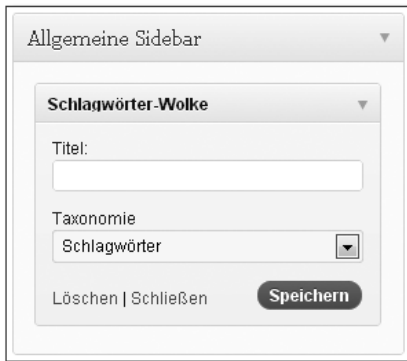 Allgemeine Sidebar
Schlagwörter-Wolke
Titel:
Taxonomie
Schlagwörter
Löschen | Schließen Speichern